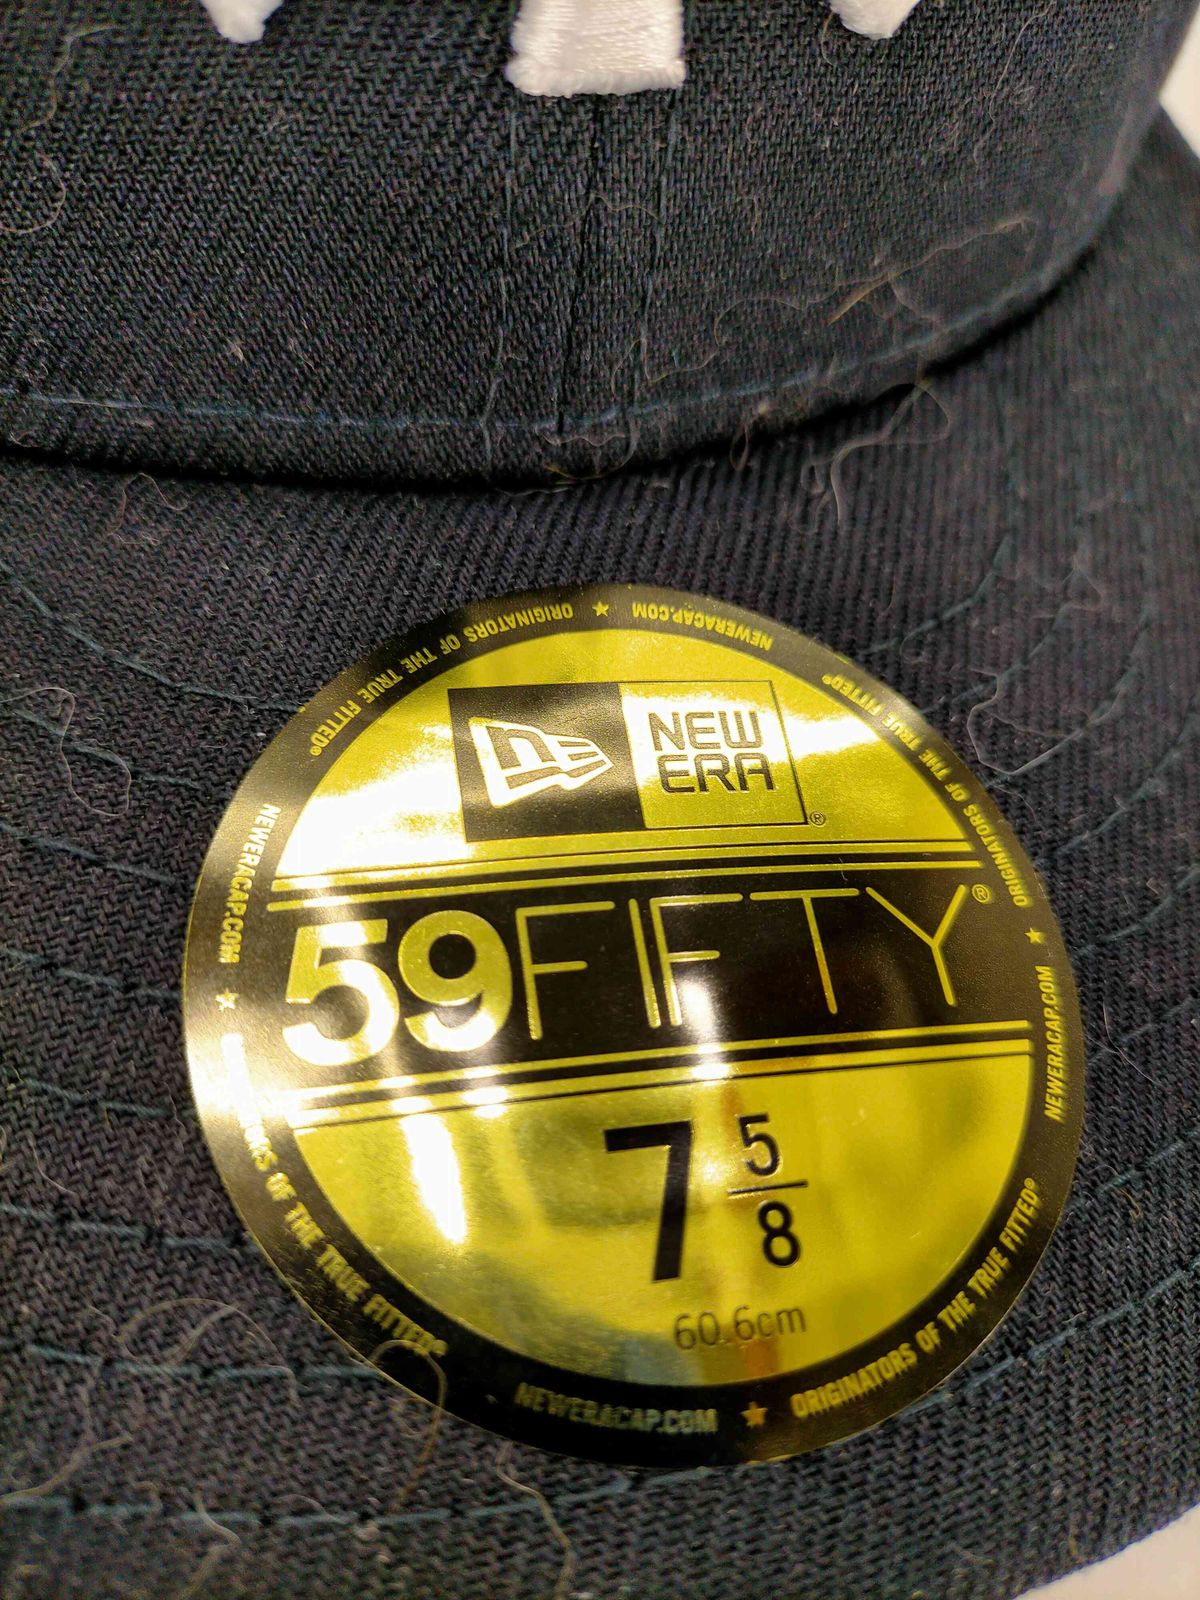 NEW
ERA
®
59FIFTY®
7 5/8
60.6cm
NEWERACAP.COM ★ ORIGINATORS OF THE TRUE FITTED®
NEWERACAP.COM ★ ORIGINATORS OF THE TRUE FITTED®
NEWERACAP.COM ★ ORIGINATORS OF THE TRUE FITTED®
NEWERACAP.COM ★ OF THE TRUE FITTED®